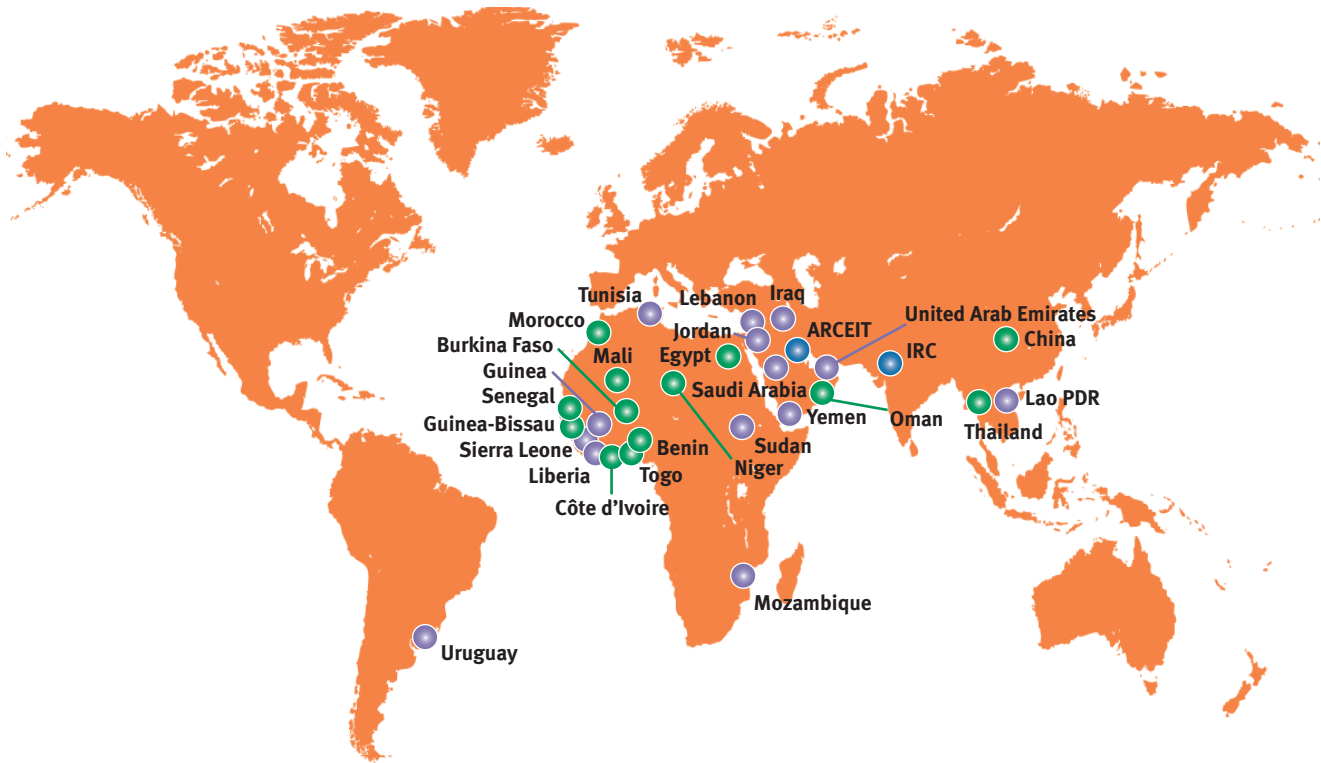 Tunisia
Lebanon
Iraq
United Arab Emirates
Morocco
Jordan
ARCEIT
China
Burkina Faso
Mali
Egypt
IRC
Guinea
Senegal
Saudi Arabia
Lao PDR
Guinea-Bissau
Yemen
Oman
Thailand
Sierra Leone
Benin
Sudan
Liberia
Togo
Niger
Côte d’Ivoire
Mozambique
Uruguay